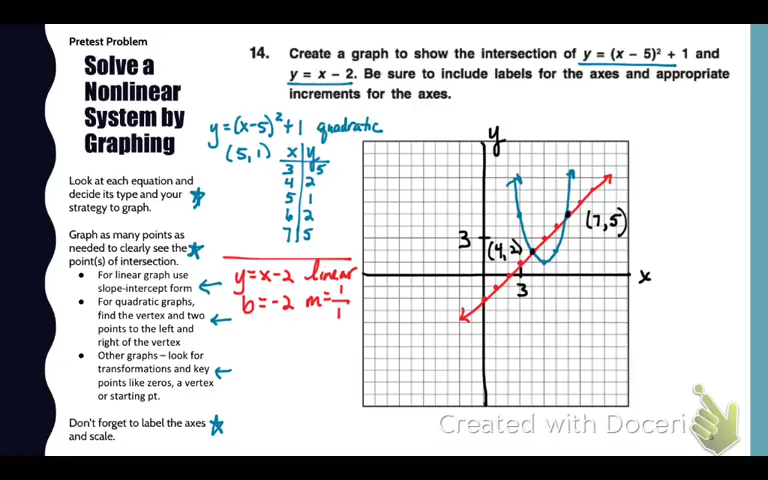 Pretest Problem
Solve a
Nonlinear
System by
Graphing
Look at each equation and
decide its type and your
strategy to graph.
Graph as many points as
needed to clearly see the
point(s) of intersection.
● For linear graph use
slope-intercept form
● For quadratic graphs,
find the vertex and two
points to the left and
right of the vertex
● Other graphs – look for
transformations and key
points like zeros, a vertex
or starting pt.
Don't forget to label the axes
and scale.
14. Create a graph to show the intersection of y = (x – 5)² + 1 and
y = x – 2. Be sure to include labels for the axes and appropriate
increments for the axes.
y=(x-5)²+1 quadratic
(5,1)
x | y
3 | 5
4 | 2
5 | 1
6 | 2
7 | 5
y=x-2 linear
b=-2 m=1/1
y
3
(4,2)
(7,5)
3
x
Created with Doceri